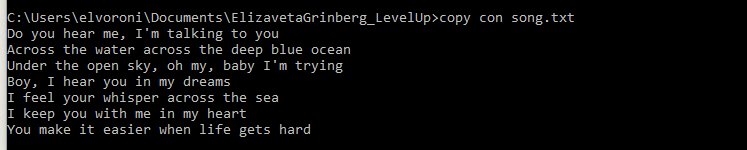 C:\Users\elvoroni\Documents\ElizavetaGrinberg_LevelUp>copy con song.txt
Do you hear me, I'm talking to you
Across the water across the deep blue ocean
Under the open sky, oh my, baby I'm trying
Boy, I hear you in my dreams
I feel your whisper across the sea
I keep you with me in my heart
You make it easier when life gets hard